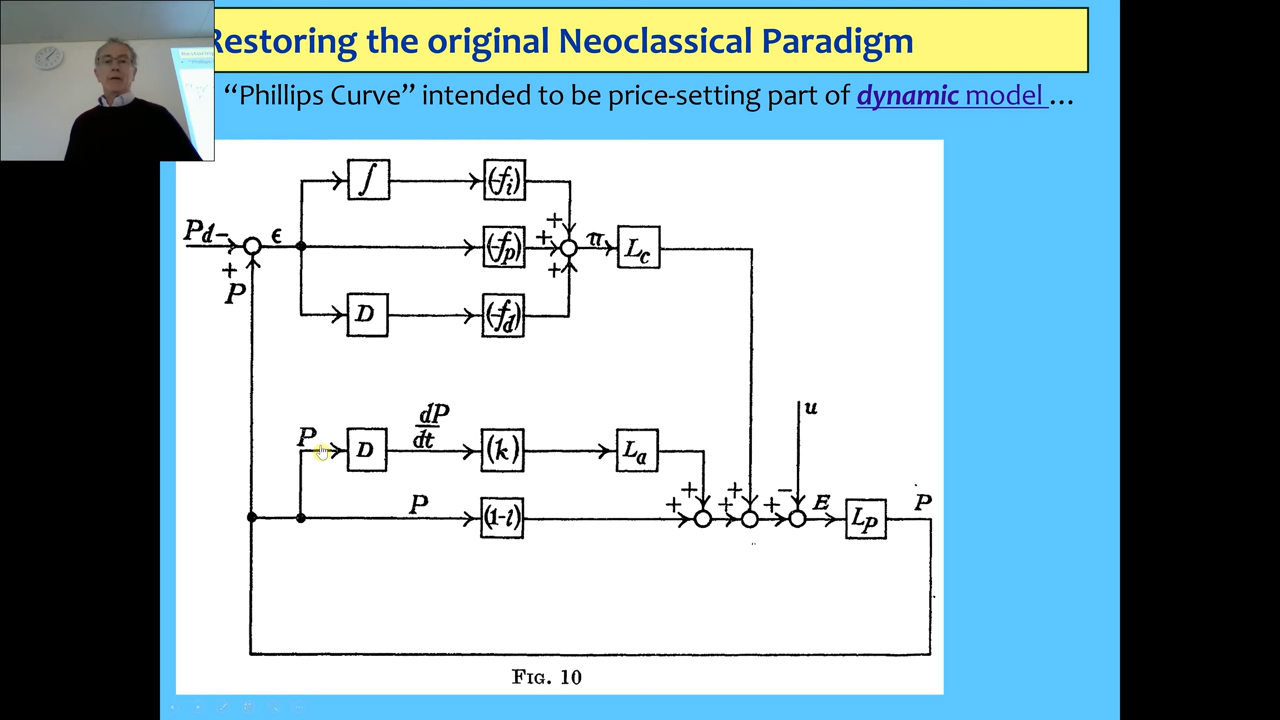 Restoring the original Neoclassical Paradigm
“Phillips Curve” intended to be price-setting part of dynamic model…
∫ (-fi)
Pd - ϵ (-fp) + + + π Lc
+
P
D (-fd)
dP
dt
P D (k) La u
P (1-i) + + + + + - E LP P
FIG. 10